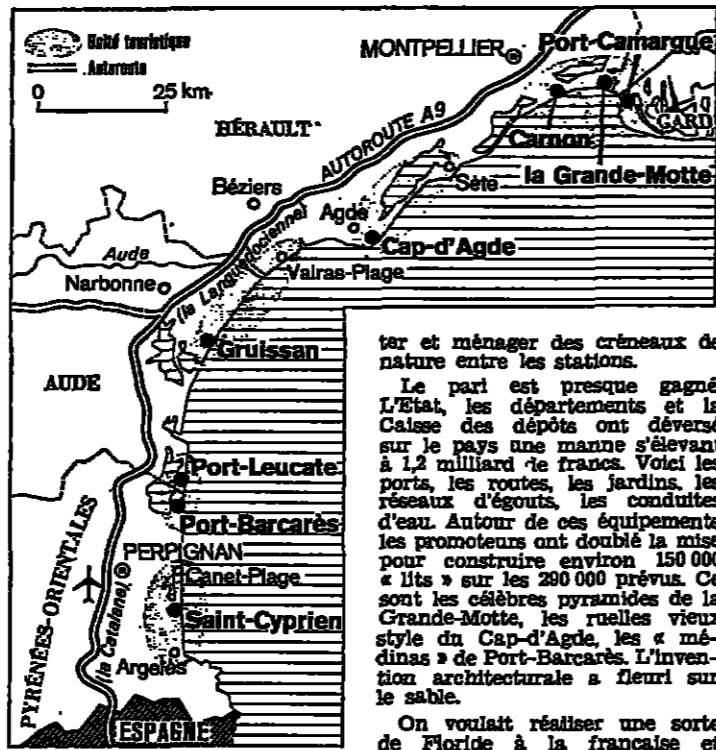 Unité touristique
Autoroute
0 25 km
MONTPELLIER
Port-Camargue
GARD
HÉRAULT
AUTOROUTE A9
Carnon
la Grande-Motte
Sète
Béziers
Agde
Cap-d'Agde
(la Languedocienne)
Valras-Plage
Aude
Narbonne
Gruissan
AUDE
Port-Leucate
Port-Barcarès
PERPIGNAN
Canet-Plage
Saint-Cyprien
Argelès
PYRÉNÉES-ORIENTALES
(la Catalane)
ESPAGNE
ter et ménager des créneaux de
nature entre les stations.
Le pari est presque gagné
L'Etat, les départements et la
Caisse des dépôts ont déversé
sur le pays une manne s'élevant
à 1,2 milliard de francs. Voici les
ports, les routes, les jardins, les
réseaux d'égouts, les conduites
d'eau. Autour de ces équipements
les promoteurs ont doublé la mise
pour construire environ 150 000
« lits » sur les 290 000 prévus. Ce
sont les célèbres pyramides de la
Grande-Motte, les ruelles vieux
style du Cap-d'Agde, les « mé-
dinas » de Port-Barcarès. L'inven-
tion architecturale a fleuri sur
le sable.
On voulait réaliser une sorte
de Floride à la française et